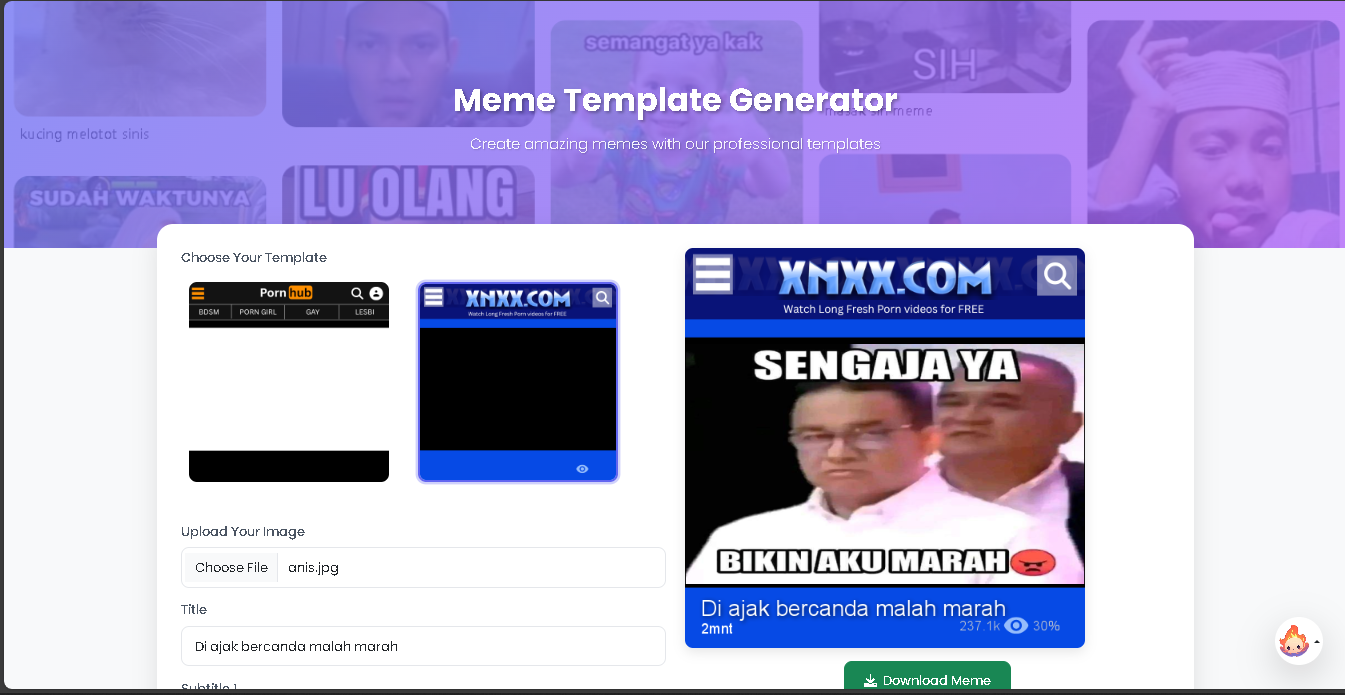 semangat ya kak
SIH
Meme Template Generator
kucing melotot sinis
Create amazing memes with our professional templates
SUDAH WAKTUNYA
LU OLANG
Choose Your Template
Porn hub
BDSM PORN GIRL GAY LESBI
XNXX.COM
Watch Long Fresh Porn videos for FREE
Upload Your Image
Choose File anis.jpg
Title
Di ajak bercanda malah marah
Subtitle 1
XNXX.COM
Watch Long Fresh Porn videos for FREE
SENGAJA YA
BIKIN AKU MARAH
Di ajak bercanda malah marah
2mnt
237.1k 30%
Download Meme